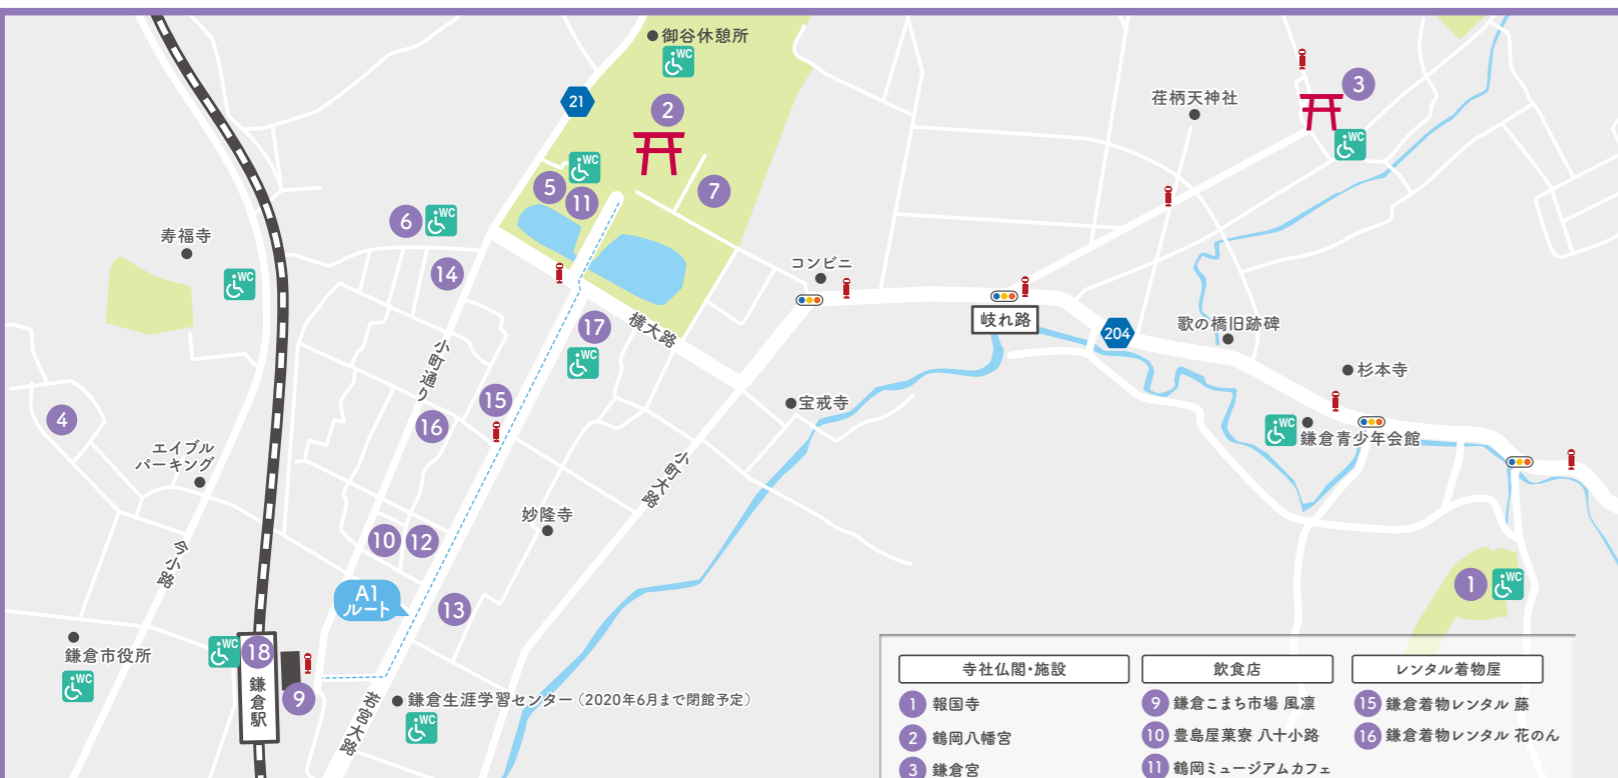 御谷休憩所
WC
21
2
荏柄天神社
3
WC
WC
5
11
7
6
WC
寿福寺
WC
14
コンビニ
17
WC
横大路
岐れ路
204
歌の橋旧跡碑
小町通り
15
16
宝戒寺
杉本寺
WC
鎌倉青少年会館
4
エイブル
パーキング
小町大路
妙隆寺
10
12
今小路
A1
ルート
13
1
WC
鎌倉市役所
WC
WC
18
鎌倉駅
9
若宮大路
鎌倉生涯学習センター（2020年6月まで閉館予定）
WC
寺社仏閣・施設
1 報国寺
2 鶴岡八幡宮
3 鎌倉宮
飲食店
9 鎌倉こまち市場 風凛
10 豊島屋菓寮 八十小路
11 鶴岡ミュージアムカフェ
レンタル着物屋
15 鎌倉着物レンタル 藤
16 鎌倉着物レンタル 花のん